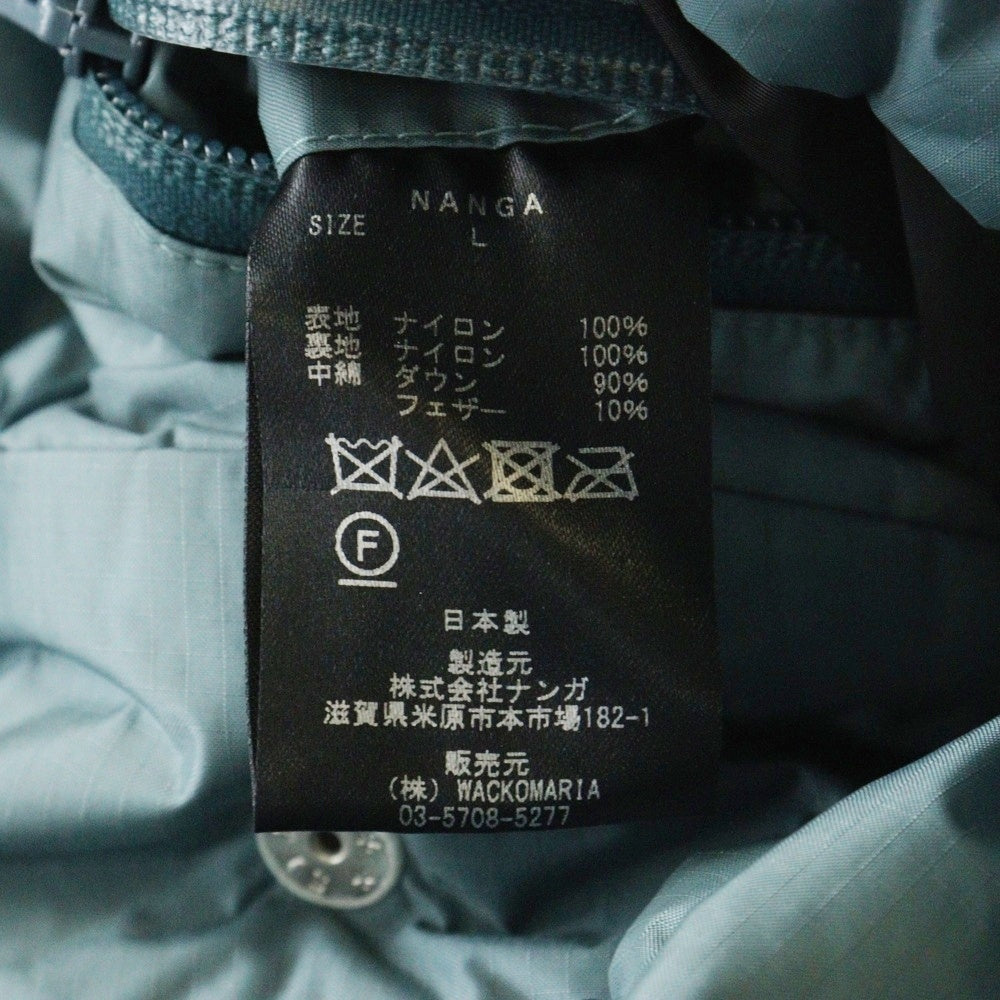 NANGA
SIZE L
表地 ナイロン 100%
裏地 ナイロン 100%
中綿 ダウン 90%
フェザー 10%
F
日本製
製造元
株式会社ナンガ
滋賀県米原市本市場182-1
販売元
(株) WACKOMARIA
03-5708-5277